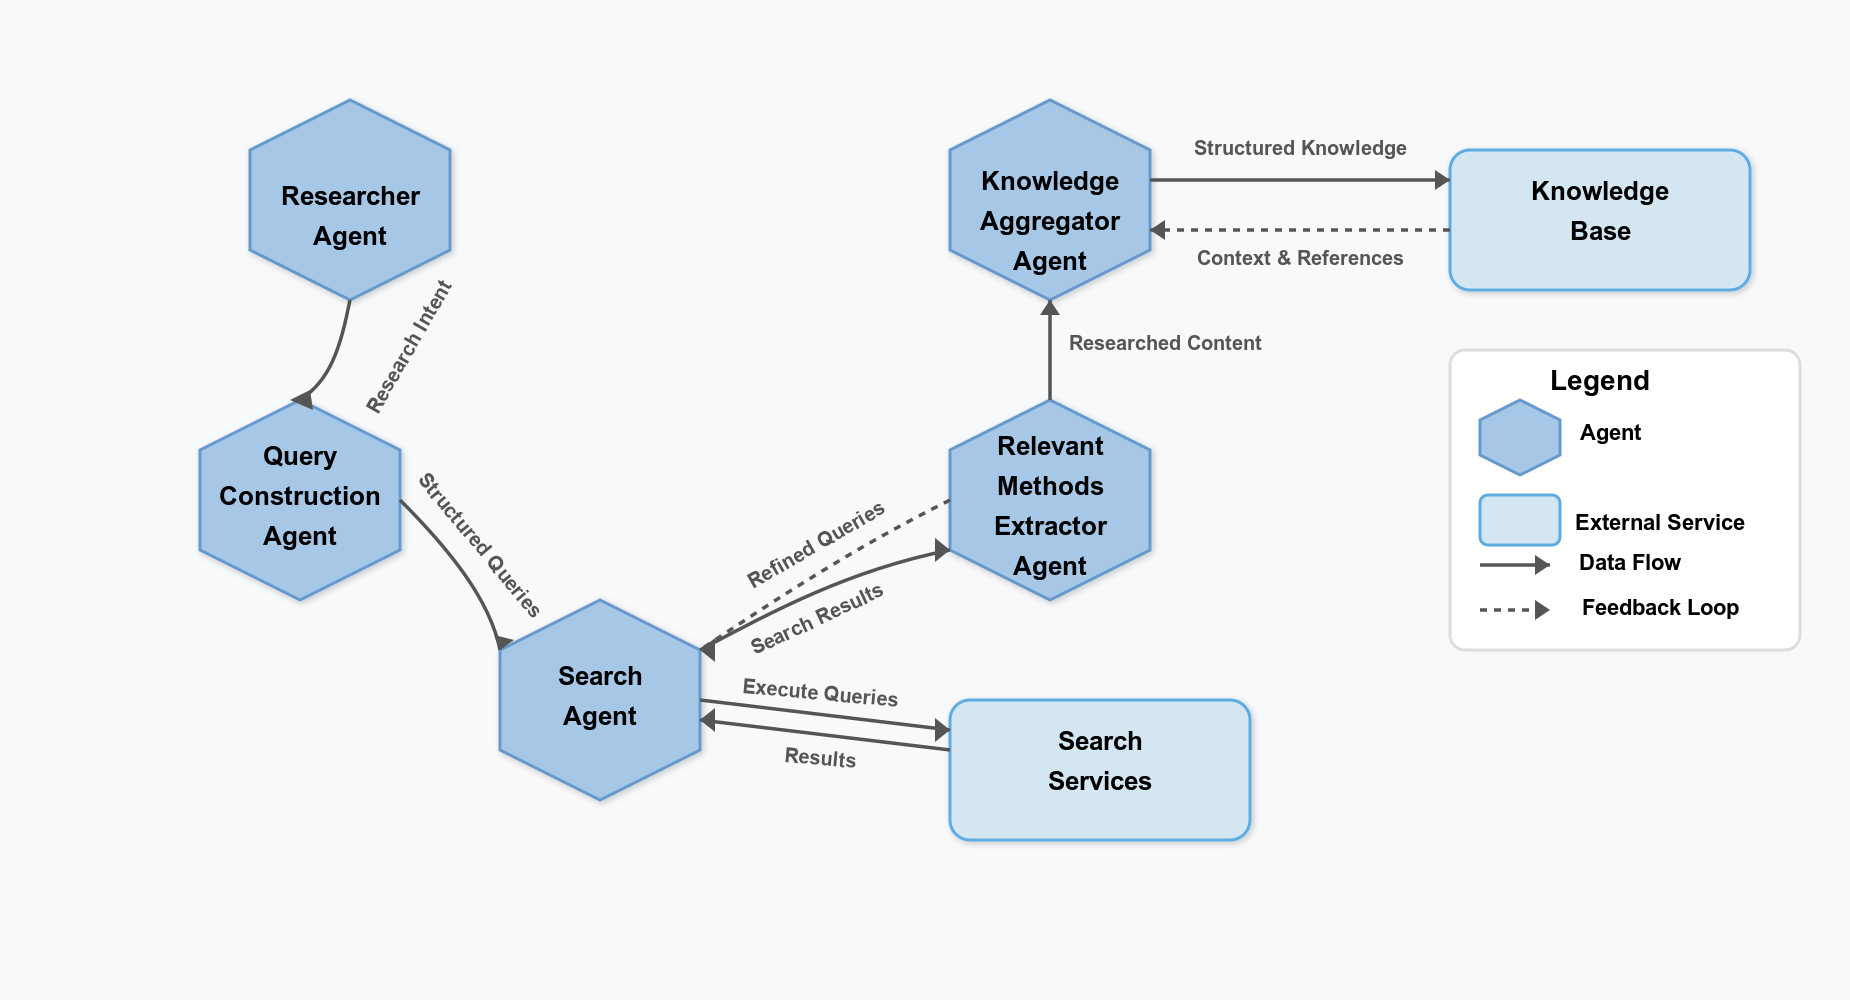 Researcher
Agent
Research Intent
Query
Construction
Agent
Structured Queries
Search
Agent
Refined Queries
Search Results
Execute Queries
Results
Search
Services
Relevant
Methods
Extractor
Agent
Researched Content
Knowledge
Aggregator
Agent
Structured Knowledge
Context & References
Knowledge
Base
Legend
Agent
External Service
Data Flow
Feedback Loop